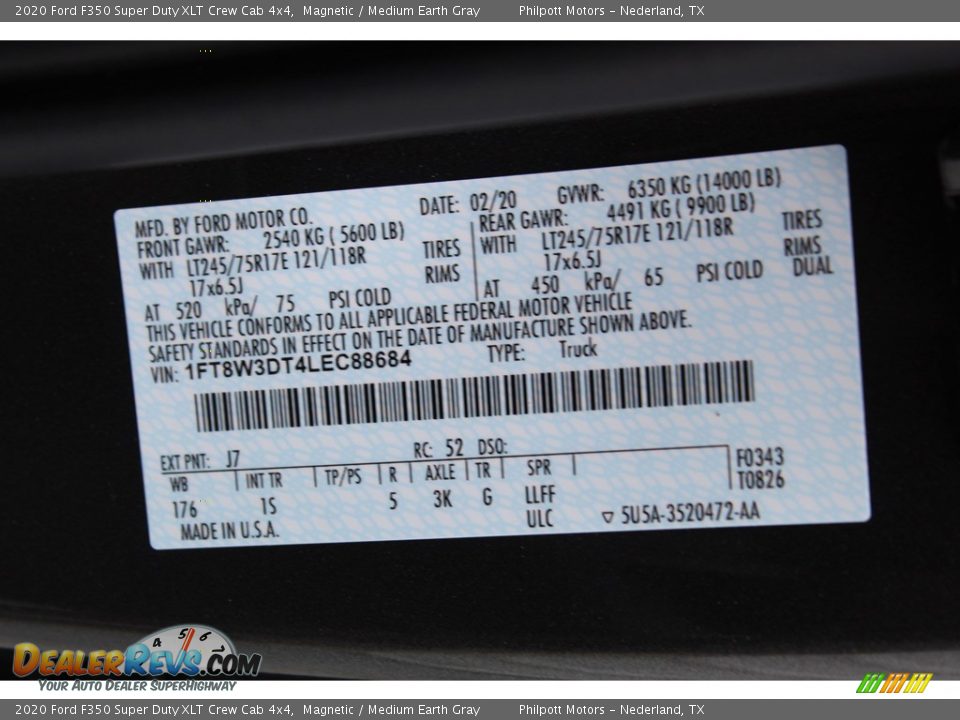 2020 Ford F350 Super Duty XLT Crew Cab 4x4, Magnetic / Medium Earth Gray Philpott Motors – Nederland, TX
MFD. BY FORD MOTOR CO. DATE: 02/20 GVWR: 6350 KG (14000 LB)
FRONT GAWR: 2540 KG ( 5600 LB) REAR GAWR: 4491 KG ( 9900 LB)
WITH LT245/75R17E 121/118R TIRES WITH LT245/75R17E 121/118R TIRES
17x6.5J RIMS 17x6.5J RIMS
AT 520 kPa/ 75 PSI COLD AT 450 kPa/ 65 PSI COLD DUAL
THIS VEHICLE CONFORMS TO ALL APPLICABLE FEDERAL MOTOR VEHICLE
SAFETY STANDARDS IN EFFECT ON THE DATE OF MANUFACTURE SHOWN ABOVE.
VIN: 1FT8W3DT4LEC88684 TYPE: Truck
EXT PNT: J7 RC: 52 DSO:
WB INT TR TP/PS R AXLE TR SPR F0343
176 1S 5 3K G LLFF T0826
ULC ▽ 5U5A-3520472-AA
MADE IN U.S.A.
4 5 6
DealerRevs.com
Your Auto Dealer SuperHighway
2020 Ford F350 Super Duty XLT Crew Cab 4x4, Magnetic / Medium Earth Gray Philpott Motors – Nederland, TX